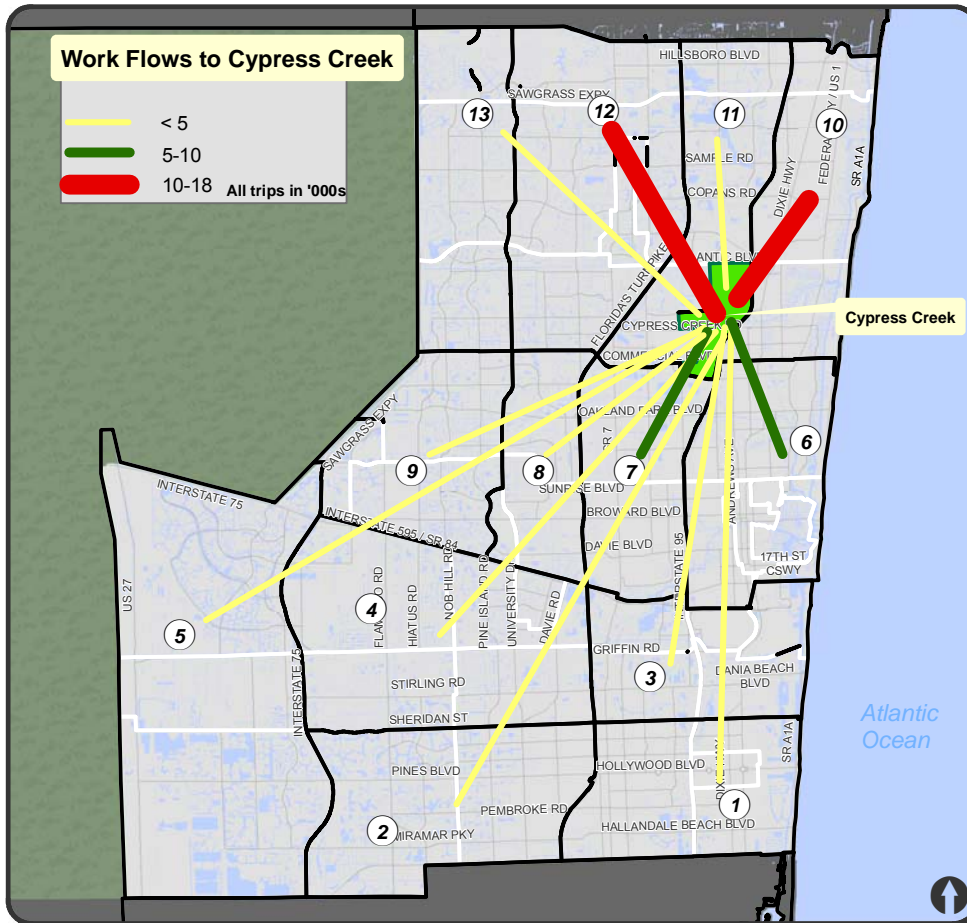 Work Flows to Cypress Creek
< 5
5-10
10-18 All trips in '000s
HILLSBORO BLVD
SAWGRASS EXPY
13
12
11
10
FEDERAL Y / US 1
SAMPLE RD
SR A1A
DIXIE HWY
COPANS RD
ANTIC BLV
FLORIDA'S TURNPIKE
CYPRESS CREEK D
Cypress Creek
COMMERCIAL BLVD
OAKLAND PARK BLVD
SAWGRASS EXPY
SR 7
ANDREWS AVE
6
9
8
7
SUNRISE BLVD
INTERSTATE 75
BROWARD BLVD
INTERSTATE 595 / SR 84
DAVIE BLVD
17TH ST
CSWY
US 27
4
5
FLAM O RD
HIATUS RD
NOB HILL RD
PINE ISLAND RD
UNIVERSITY DR
DAVIE RD
INTERSTATE 95
GRIFFIN RD
3
DANIA BEACH
BLVD
INTERSTATE 75
STIRLING RD
SHERIDAN ST
Atlantic
Ocean
SR A1A
PINES BLVD
HOLLYWOOD BLVD
DIXIE HWY
PEMBROKE RD
1
2
MIRAMAR PKY
HALLANDALE BEACH BLVD